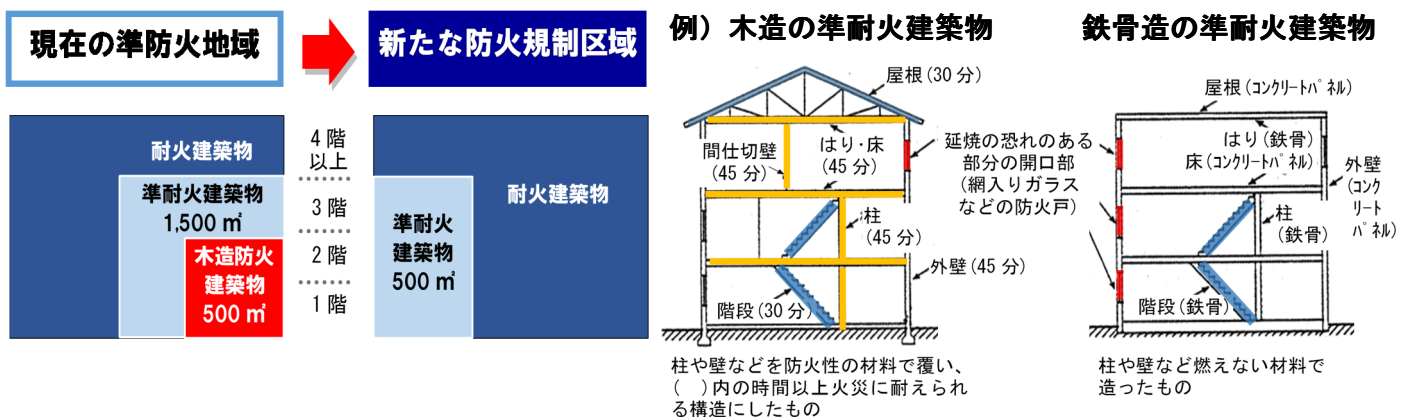 現在の準防火地域
新たな防火規制区域
耐火建築物
準耐火建築物
1,500 ㎡
木造防火
建築物
500 ㎡
4階
以上
3階
2階
1階
準耐火
建築物
500 ㎡
耐火建築物
例）木造の準耐火建築物
屋根(30分)
間仕切壁
(45分)
はり・床
(45分)
柱
(45分)
外壁(45分)
階段(30分)
延焼の恐れのある
部分の開口部
(網入りガラス
などの防火戸)
柱や壁などを防火性の材料で覆い、
(　)内の時間以上火災に耐えられ
る構造にしたもの
鉄骨造の準耐火建築物
屋根(コンクリートパネル)
はり(鉄骨)
床(コンクリートパネル)
外壁
(コンク
リート
パネル)
柱
(鉄骨)
階段(鉄骨)
柱や壁など燃えない材料で
造ったもの